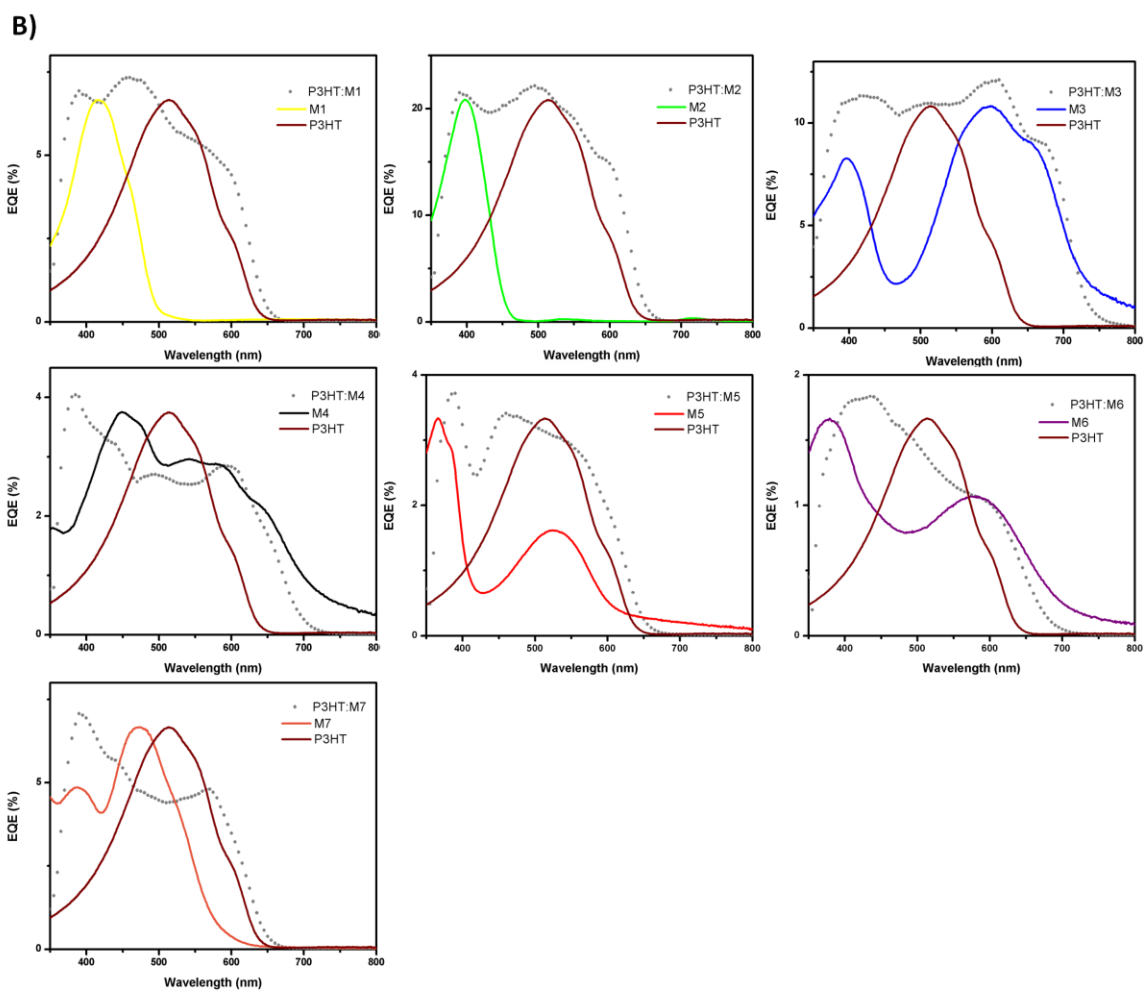 B)
P3HT:M1
M1
P3HT
EQE (%)
5
0
400 500 600 700 800
Wavelength (nm)
P3HT:M2
M2
P3HT
EQE (%)
20
10
0
400 500 600 700 800
Wavelength (nm)
P3HT:M3
M3
P3HT
EQE (%)
10
5
0
400 500 600 700 800
Wavelength (nm)
P3HT:M4
M4
P3HT
EQE (%)
4
2
0
400 500 600 700 800
Wavelength (nm)
P3HT:M5
M5
P3HT
EQE (%)
4
2
0
400 500 600 700 800
Wavelength (nm)
P3HT:M6
M6
P3HT
EQE (%)
2
1
0
400 500 600 700 800
Wavelength (nm)
P3HT:M7
M7
P3HT
EQE (%)
5
0
400 500 600 700 800
Wavelength (nm)